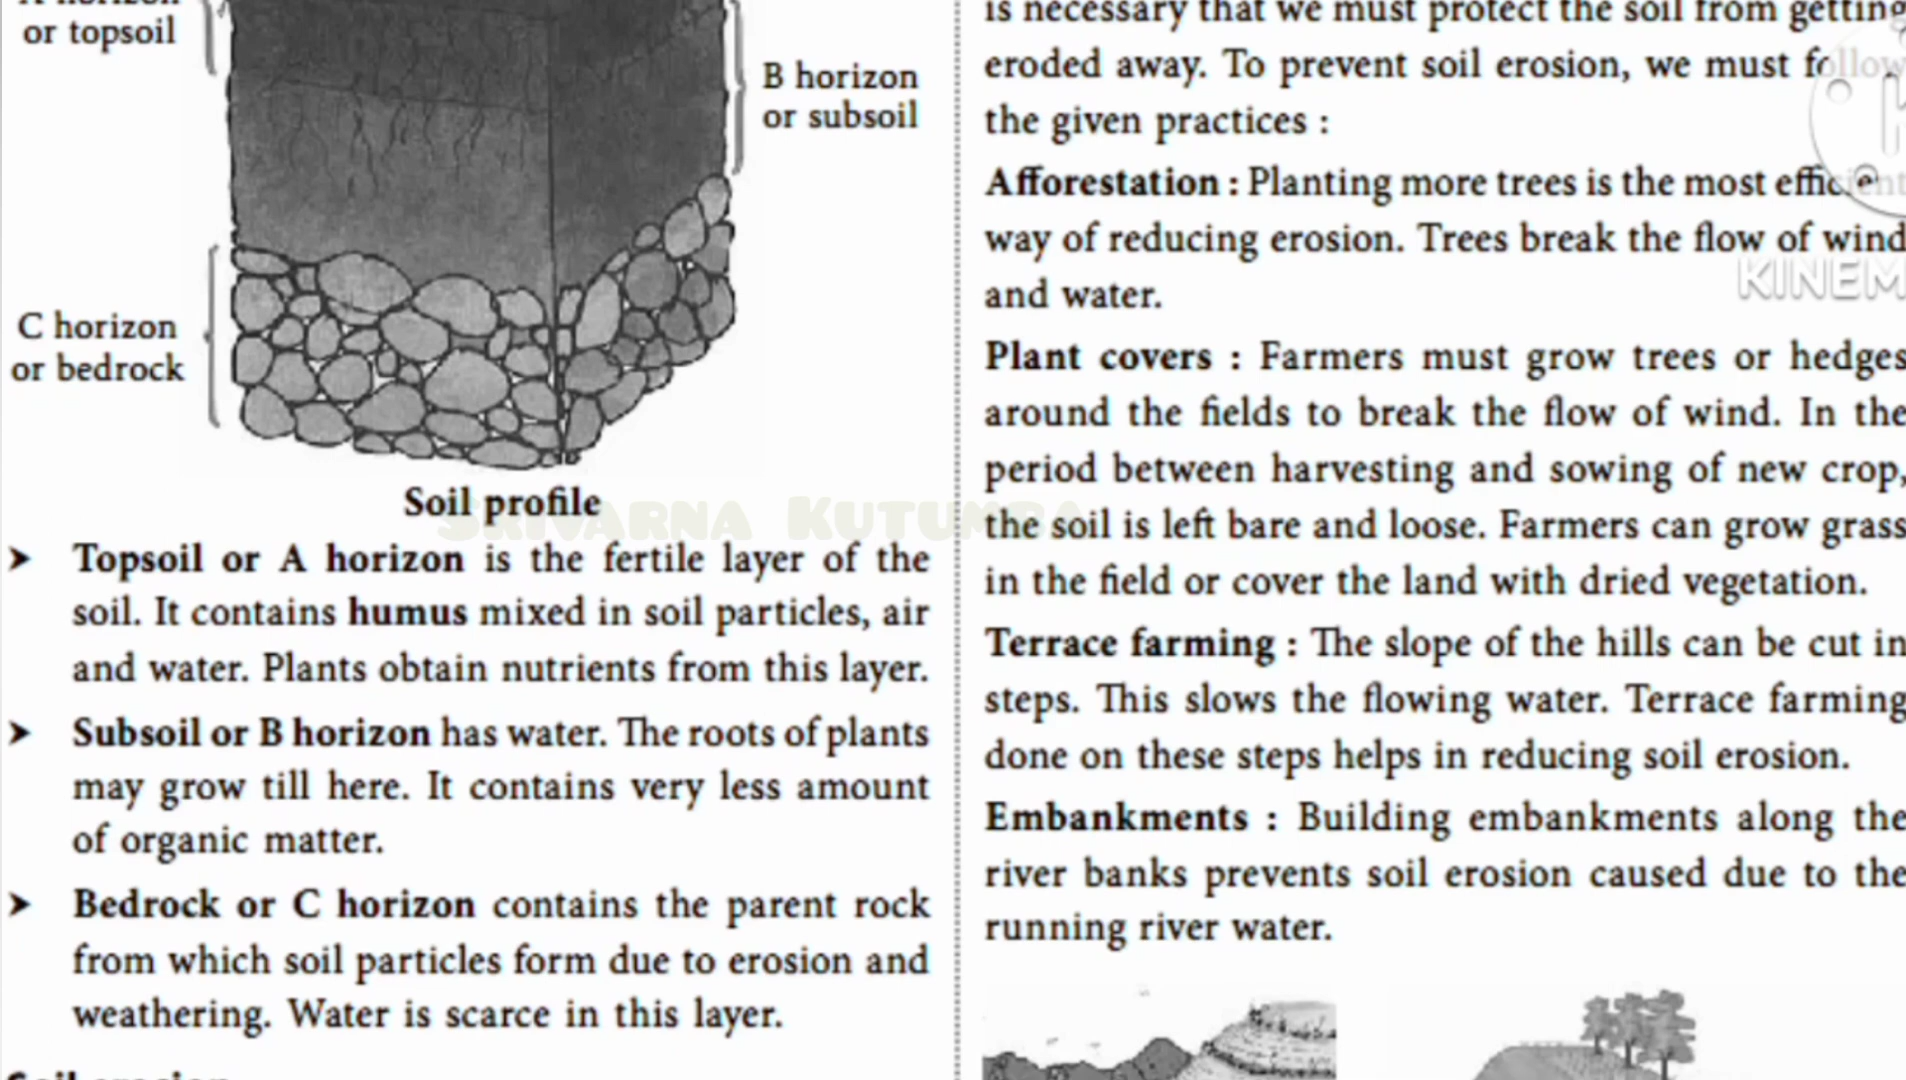 A horizon
or topsoil
B horizon
or subsoil
C horizon
or bedrock
Soil profile
➤ Topsoil or A horizon is the fertile layer of the
soil. It contains humus mixed in soil particles, air
and water. Plants obtain nutrients from this layer.
➤ Subsoil or B horizon has water. The roots of plants
may grow till here. It contains very less amount
of organic matter.
➤ Bedrock or C horizon contains the parent rock
from which soil particles form due to erosion and
weathering. Water is scarce in this layer.
Soil erosion
is necessary that we must protect the soil from getting
eroded away. To prevent soil erosion, we must follow
the given practices :
Afforestation : Planting more trees is the most efficient
way of reducing erosion. Trees break the flow of wind
and water.
Plant covers : Farmers must grow trees or hedges
around the fields to break the flow of wind. In the
period between harvesting and sowing of new crop,
the soil is left bare and loose. Farmers can grow grass
in the field or cover the land with dried vegetation.
Terrace farming : The slope of the hills can be cut in
steps. This slows the flowing water. Terrace farming
done on these steps helps in reducing soil erosion.
Embankments : Building embankments along the
river banks prevents soil erosion caused due to the
running river water.
Srivarna Kutumba
K
KINEM